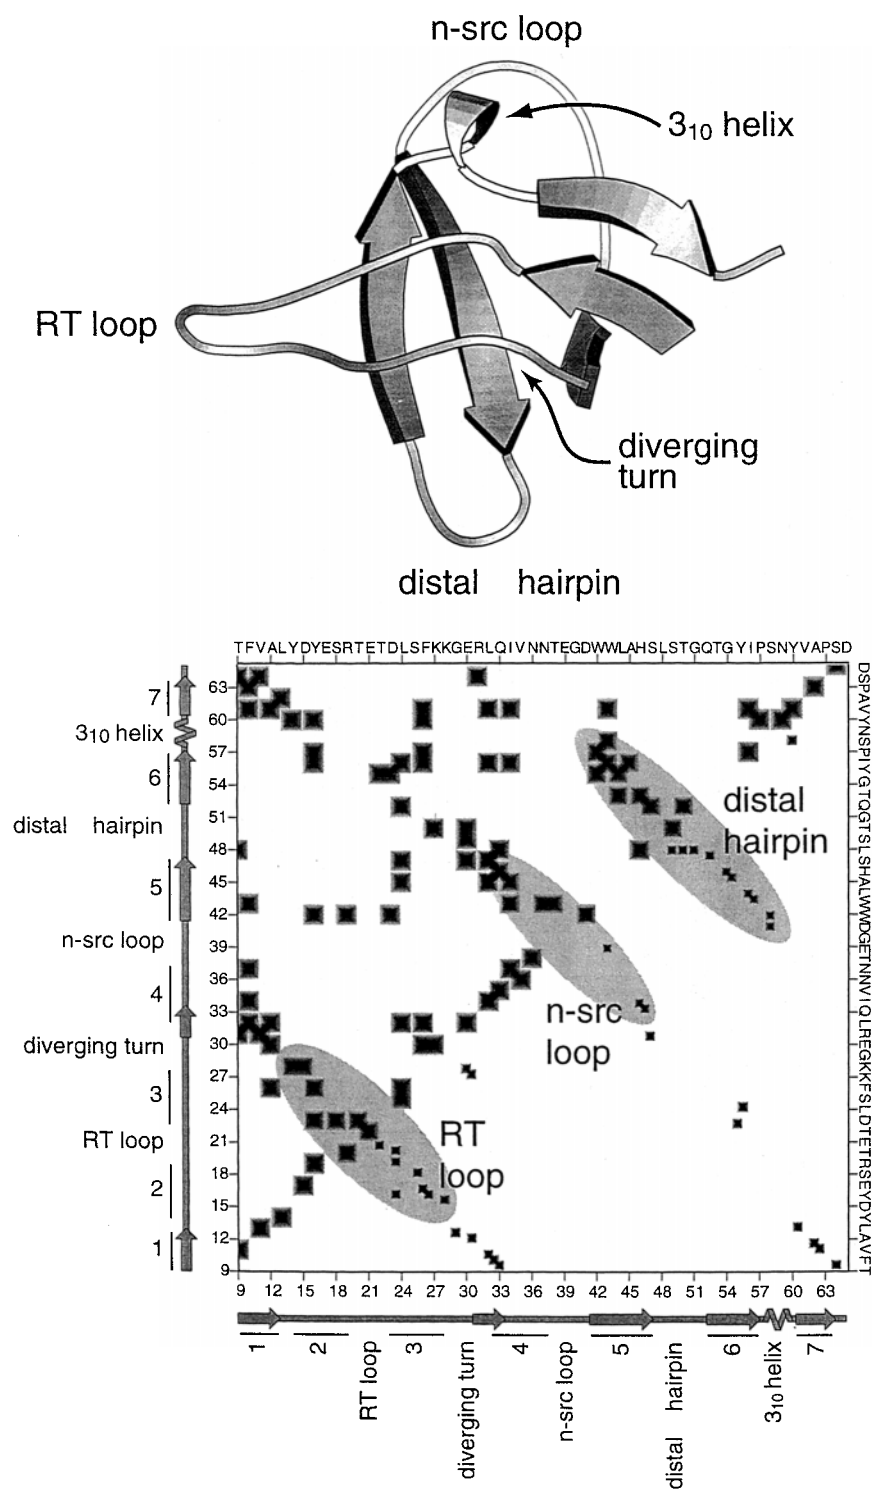 n-src loop
3₁₀ helix
RT loop
diverging
turn
distal hairpin
TFVALYDYESRTETDLSFKKGERLQIVNNTEGDWWLAHSLSTGQTGYIPSNYVAPSD
DSPAVYNSPIYGTQGTSLSHALWWDGETNNVIQLREGKKFSLDTETRSEYDYLAVFT
7
3₁₀ helix
6
distal hairpin
5
n-src loop
4
diverging turn
3
RT loop
2
1
63
60
57
54
51
48
45
42
39
36
33
30
27
24
21
18
15
12
9
distal
hairpin
n-src
loop
RT
loop
9 12 15 18 21 24 27 30 33 36 39 42 45 48 51 54 57 60 63
1
2
RT loop
3
diverging turn
4
n-src loop
5
distal hairpin
6
3₁₀ helix
7